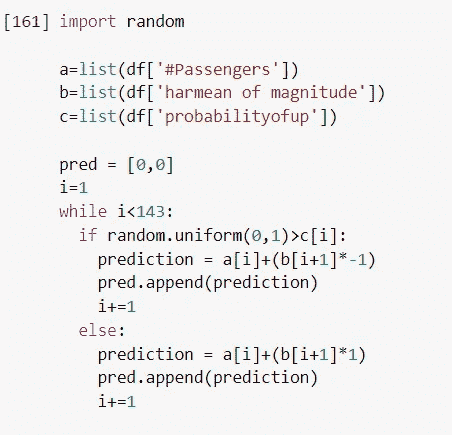 [161] import random
a=list(df['#Passengers'])
b=list(df['harmean of magnitude'])
c=list(df['probabilityofup'])
pred = [0,0]
i=1
while i<143:
  if random.uniform(0,1)>c[i]:
    prediction = a[i]+(b[i+1]*-1)
    pred.append(prediction)
    i+=1
  else:
    prediction = a[i]+(b[i+1]*1)
    pred.append(prediction)
    i+=1